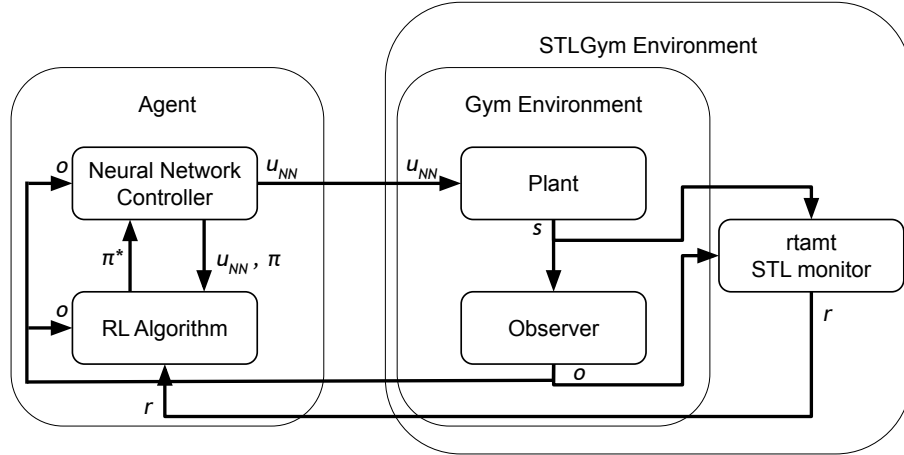 STLGym Environment
Agent
Gym Environment
o
Neural Network
Controller
u_NN
u_NN
Plant
s
rtamt
STL monitor
π*
u_NN , π
o
RL Algorithm
Observer
r
o
r